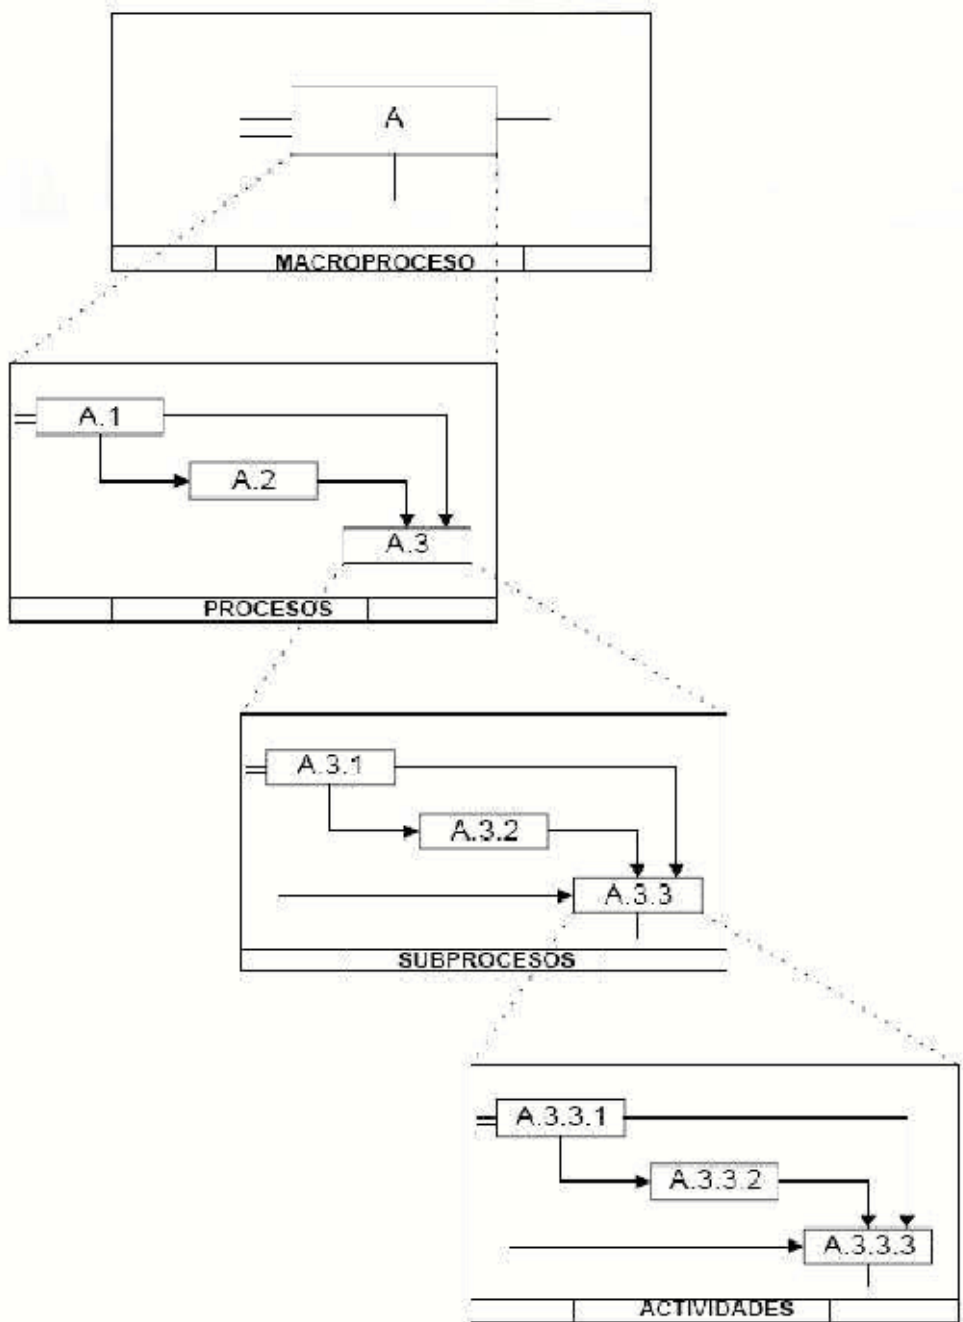 A
MACROPROCESO
A.1
A.2
A.3
PROCESOS
A.3.1
A.3.2
A.3.3
SUBPROCESOS
A.3.3.1
A.3.3.2
A.3.3.3
ACTIVIDADES